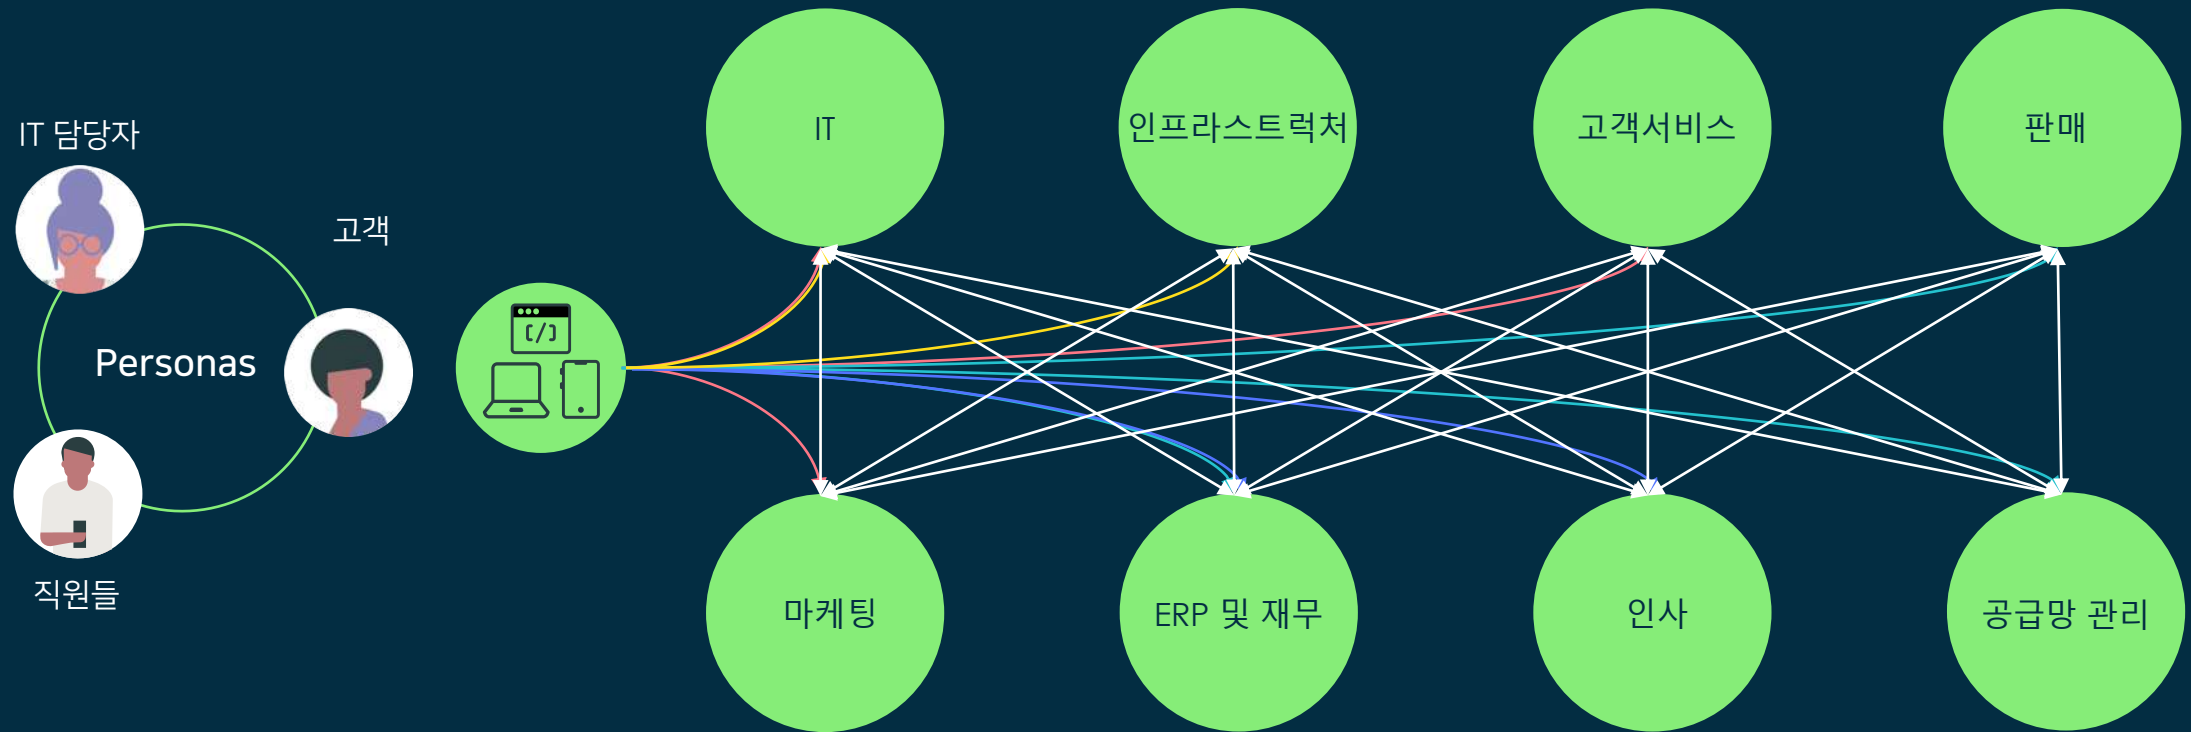 IT 담당자
고객
Personas
직원들
[/]
IT
인프라스트럭처
고객서비스
판매
마케팅
ERP 및 재무
인사
공급망 관리